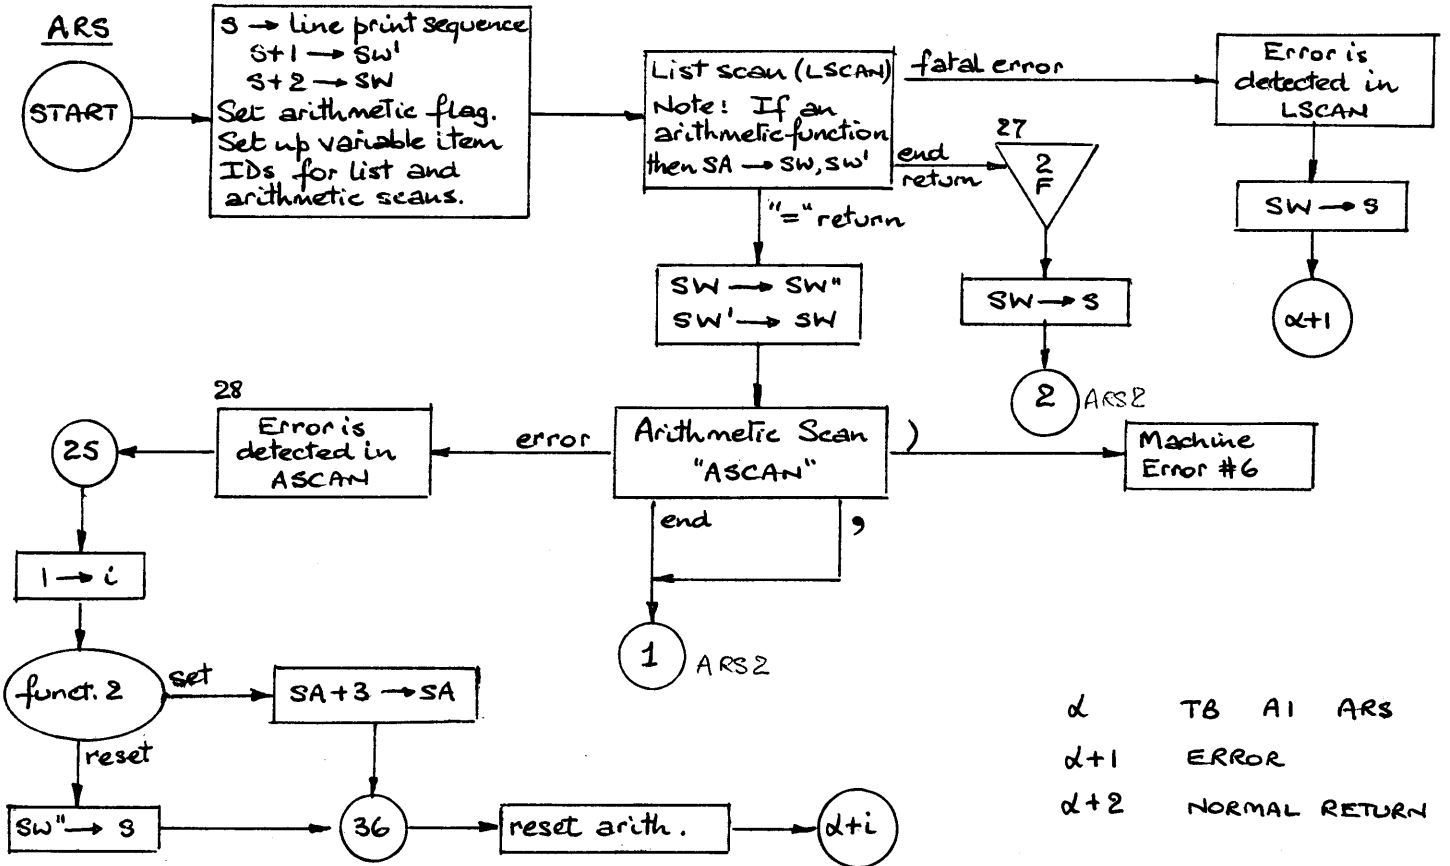 ARS
START
s → line print sequence
s+1 → sw'
s+2 → sw
Set arithmetic flag.
Set up variable item
IDs for list and
arithmetic scans.
List scan (LSCAN)
Note! If an
arithmetic function
then SA → SW, SW'
fatal error
Error is
detected in
LSCAN
SW → s
α+1
end
return
27
2
F
SW → s
2
ARS2
"=" return
SW → SW"
SW' → SW
Arithmetic Scan
"ASCAN"
)
Machine
Error #6
error
28
Error is
detected in
ASCAN
25
end
,
1
ARS2
1 → i
funct. 2
set
SA+3 → SA
reset
SW" → s
36
reset arith.
α+i
α TB A1 ARS
α+1 ERROR
α+2 NORMAL RETURN